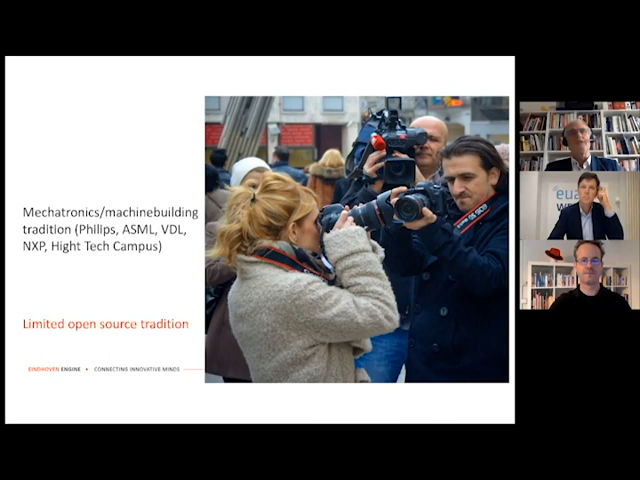 Mechatronics/machinebuilding
tradition (Philips, ASML, VDL,
NXP, Hight Tech Campus)
Limited open source tradition
EINDHOVEN ENGINE • CONNECTING INNOVATIVE MINDS
eua